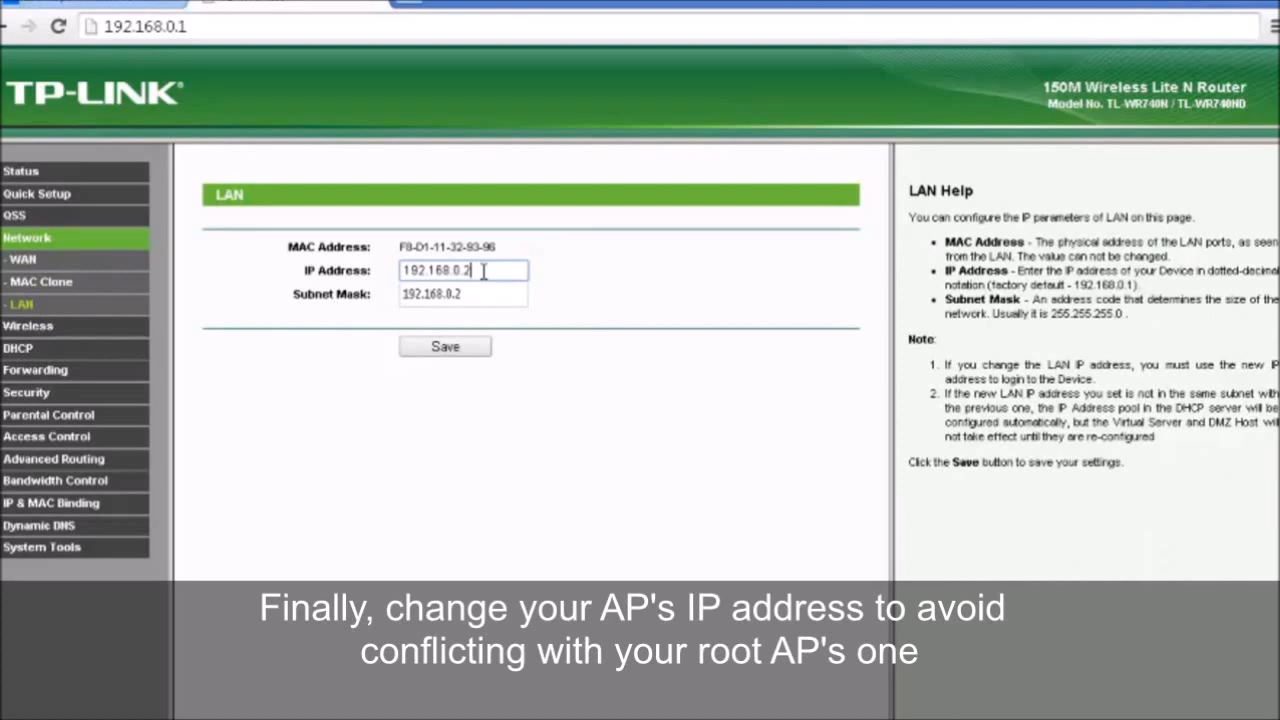 192.168.0.1
TP-LINK®
150M Wireless Lite N Router
Model No. TL-WR740N / TL-WR740ND
Status
Quick Setup
QSS
Network
- WAN
- MAC Clone
- LAN
Wireless
DHCP
Forwarding
Security
Parental Control
Access Control
Advanced Routing
Bandwidth Control
IP & MAC Binding
Dynamic DNS
System Tools
LAN
MAC Address: F8-D1-11-32-93-96
IP Address: 192.168.0.2
Subnet Mask: 192.168.0.2
Save
LAN Help
You can configure the IP parameters of LAN on this page.
• MAC Address - The physical address of the LAN ports, as seen
from the LAN. The value can not be changed.
• IP Address - Enter the IP address of your Device in dotted-decimal
notation (factory default - 192.168.0.1).
• Subnet Mask - An address code that determines the size of the
network. Usually it is 255.255.255.0 .
Note:
1. If you change the LAN IP address, you must use the new IP
address to login to the Device.
2. If the new LAN IP address you set is not in the same subnet with
the previous one, the IP Address pool in the DHCP server will be
configured automatically, but the Virtual Server and DMZ Host will
not take effect until they are re-configured
Click the Save button to save your settings.
Finally, change your AP's IP address to avoid
conflicting with your root AP's one